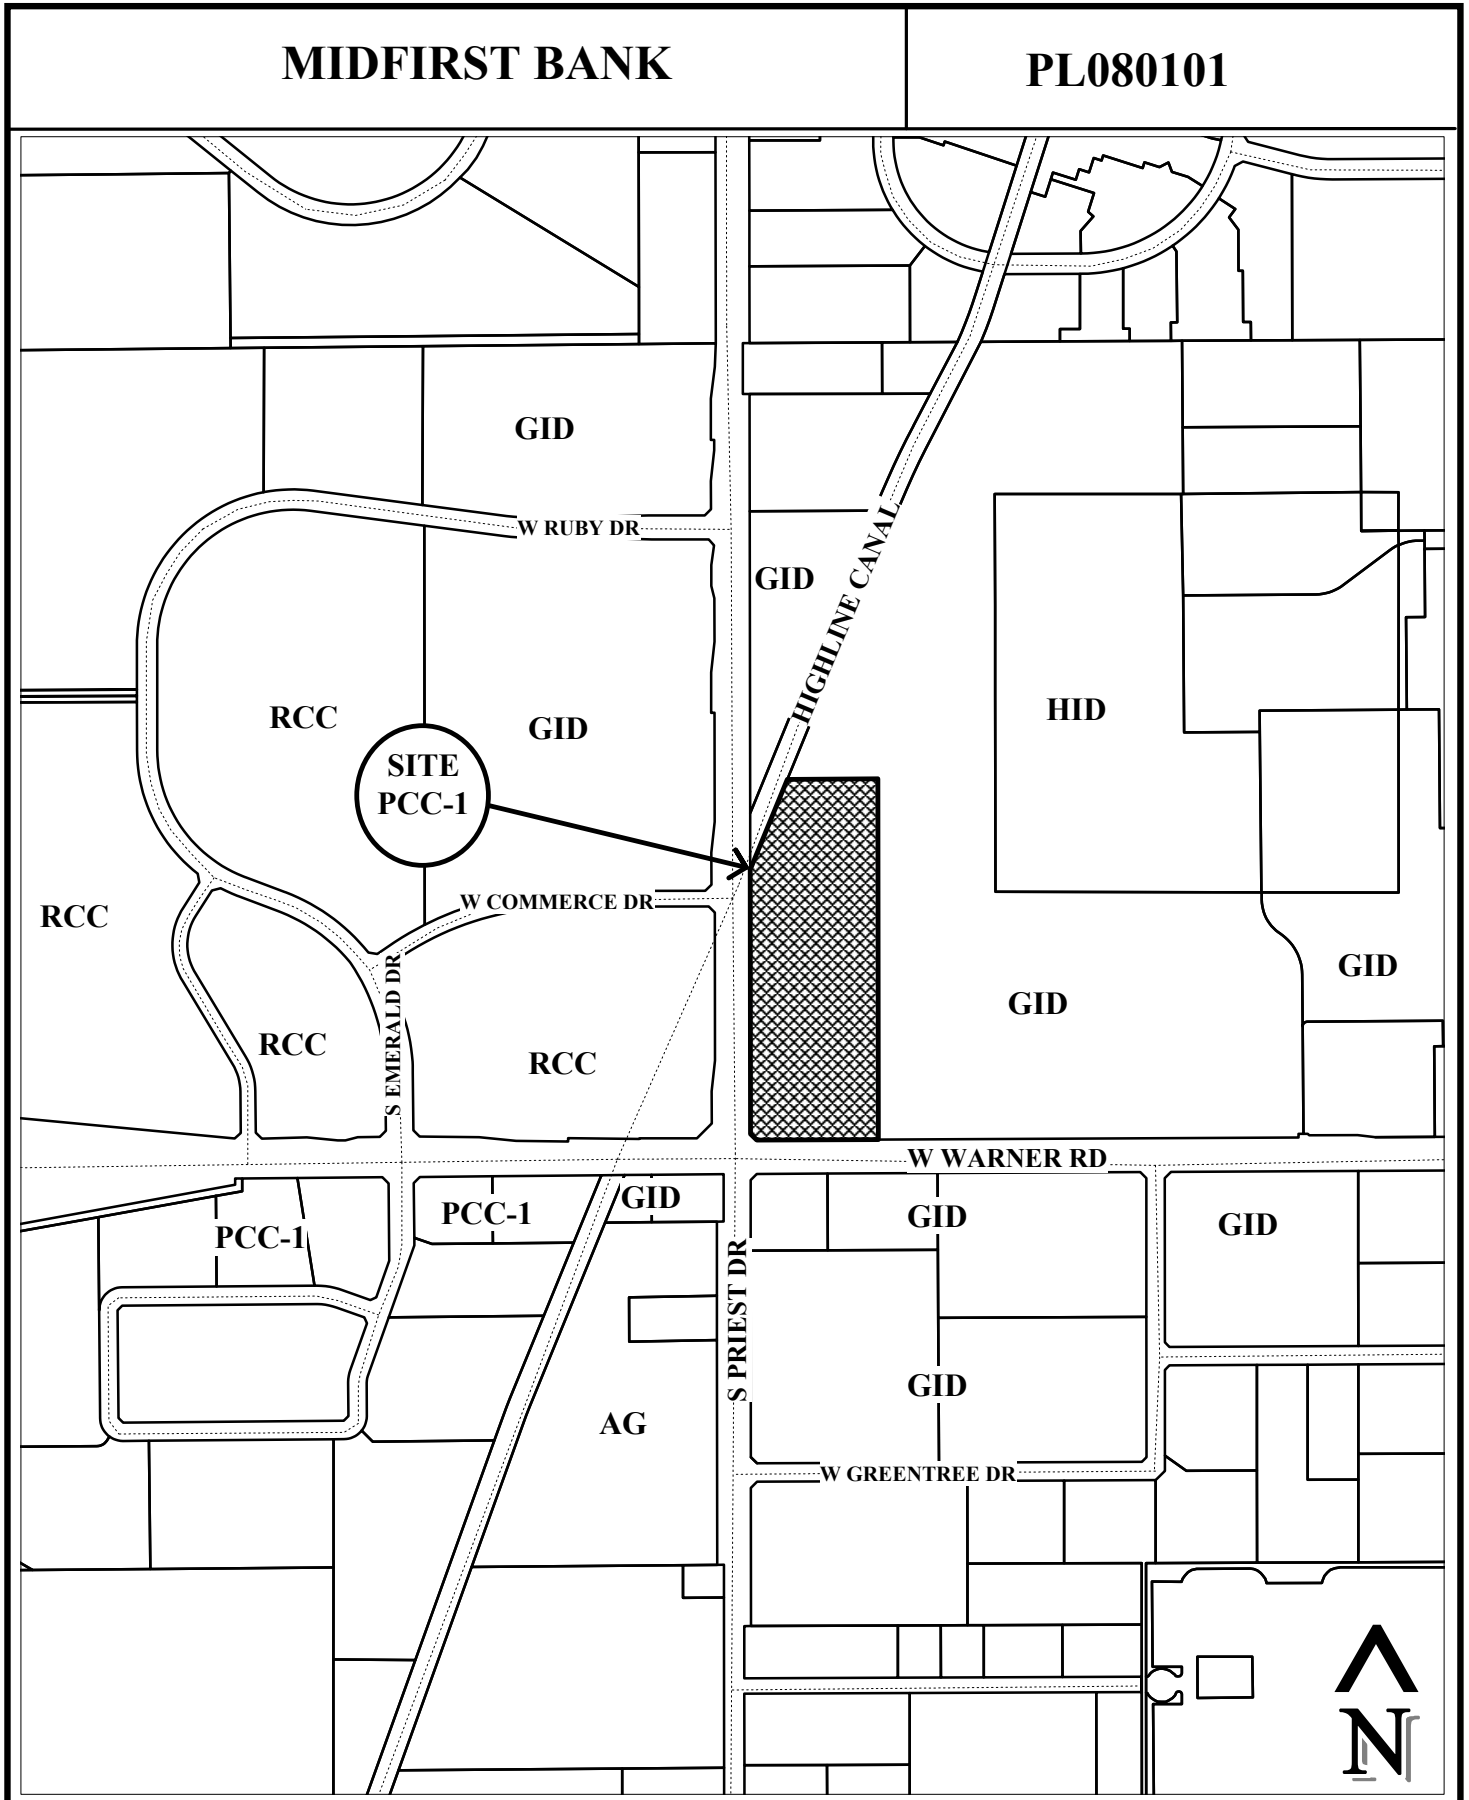 MIDFIRST BANK
PL080101
GID
W RUBY DR
GID
HIGHLINE CANAL
RCC
GID
HID
SITE
PCC-1
W COMMERCE DR
RCC
GID
GID
S EMERALD DR
RCC
RCC
W WARNER RD
PCC-1
PCC-1
GID
GID
GID
S PRIEST DR
GID
AG
W GREENTREE DR
N